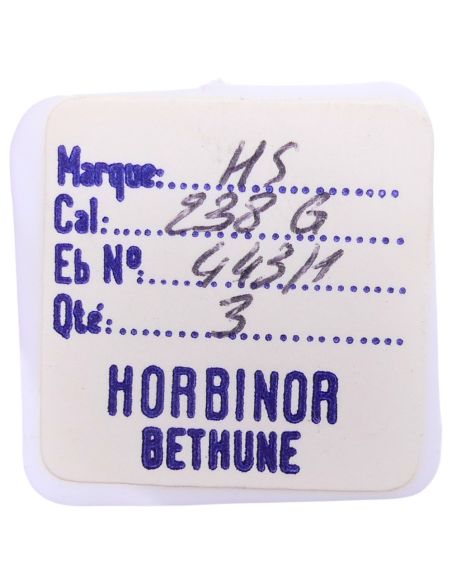 Marque: HS
Cal: 238 G
Eb Nº: 443/1
Qté: 3
HORBINOR
BETHUNE